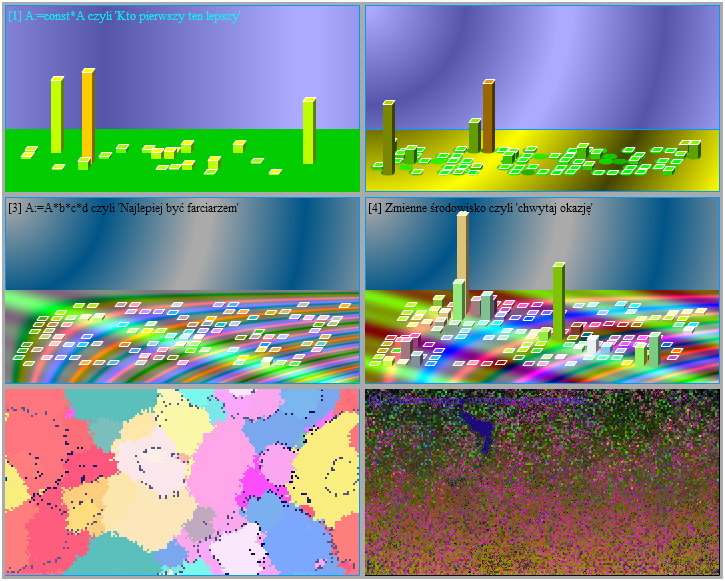 [1] A:=const*A czyli 'Kto pierwszy ten lepszy'
[3] A:=A*b*c*d czyli 'Najlepiej być farciarzem'
[4] Zmienne środowisko czyli 'chwytaj okazję'